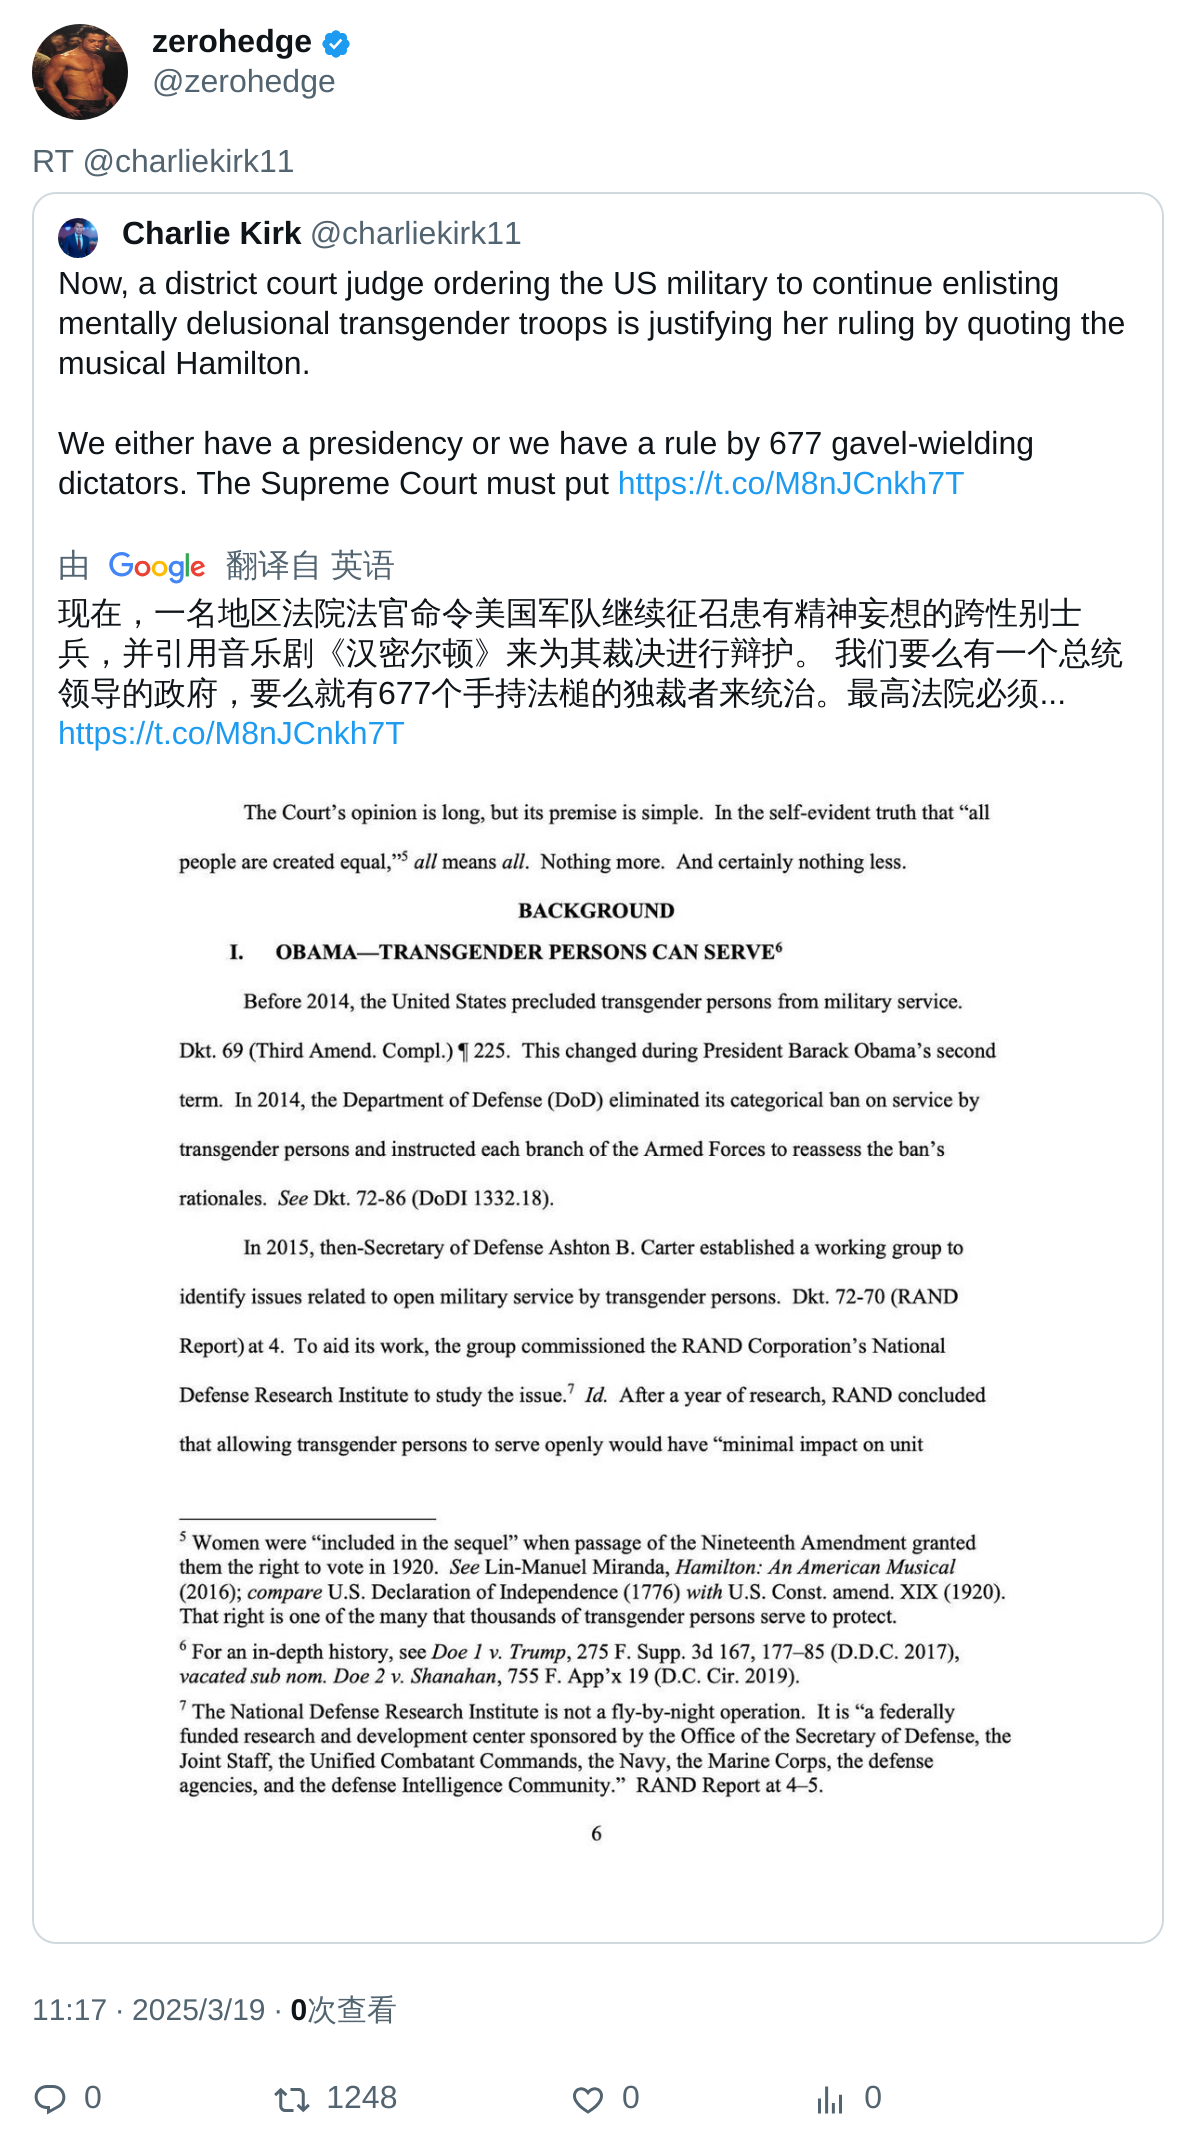 zerohedge
@zerohedge
RT @charliekirk11
Charlie Kirk @charliekirk11
Now, a district court judge ordering the US military to continue enlisting
mentally delusional transgender troops is justifying her ruling by quoting the
musical Hamilton.
We either have a presidency or we have a rule by 677 gavel-wielding
dictators. The Supreme Court must put https://t.co/M8nJCnkh7T
由 Google 翻译自 英语
现在，一名地区法院法官命令美国军队继续征召患有精神妄想的跨性别士
兵，并引用音乐剧《汉密尔顿》来为其裁决进行辩护。 我们要么有一个总统
领导的政府，要么就有677个手持法槌的独裁者来统治。最高法院必须...
https://t.co/M8nJCnkh7T
The Court’s opinion is long, but its premise is simple. In the self-evident truth that “all
people are created equal,”⁵ all means all. Nothing more. And certainly nothing less.
BACKGROUND
I. OBAMA—TRANSGENDER PERSONS CAN SERVE⁶
Before 2014, the United States precluded transgender persons from military service.
Dkt. 69 (Third Amend. Compl.) ¶ 225. This changed during President Barack Obama’s second
term. In 2014, the Department of Defense (DoD) eliminated its categorical ban on service by
transgender persons and instructed each branch of the Armed Forces to reassess the ban’s
rationales. See Dkt. 72-86 (DoDI 1332.18).
In 2015, then-Secretary of Defense Ashton B. Carter established a working group to
identify issues related to open military service by transgender persons. Dkt. 72-70 (RAND
Report) at 4. To aid its work, the group commissioned the RAND Corporation’s National
Defense Research Institute to study the issue.⁷ Id. After a year of research, RAND concluded
that allowing transgender persons to serve openly would have “minimal impact on unit
⁵ Women were “included in the sequel” when passage of the Nineteenth Amendment granted
them the right to vote in 1920. See Lin-Manuel Miranda, Hamilton: An American Musical
(2016); compare U.S. Declaration of Independence (1776) with U.S. Const. amend. XIX (1920).
That right is one of the many that thousands of transgender persons serve to protect.
⁶ For an in-depth history, see Doe 1 v. Trump, 275 F. Supp. 3d 167, 177–85 (D.D.C. 2017),
vacated sub nom. Doe 2 v. Shanahan, 755 F. App’x 19 (D.C. Cir. 2019).
⁷ The National Defense Research Institute is not a fly-by-night operation. It is “a federally
funded research and development center sponsored by the Office of the Secretary of Defense, the
Joint Staff, the Unified Combatant Commands, the Navy, the Marine Corps, the defense
agencies, and the defense Intelligence Community.” RAND Report at 4–5.
6
11:17 · 2025/3/19 · 0次查看
0 1248 0 0